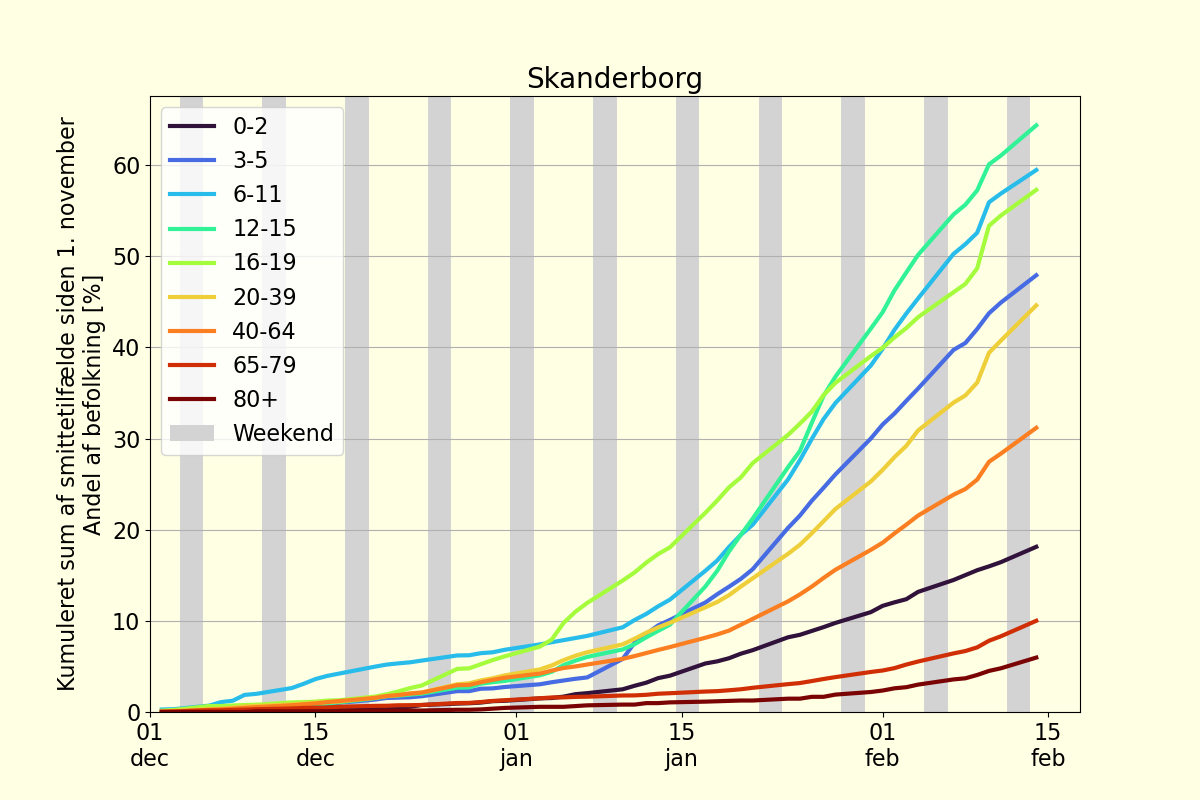 Skanderborg
Kumuleret sum af smittetilfælde siden 1. november
Andel af befolkning [%]
60
50
40
30
20
10
0
0-2
3-5
6-11
12-15
16-19
20-39
40-64
65-79
80+
Weekend
01 15 01 15 01 15
dec dec jan jan feb feb